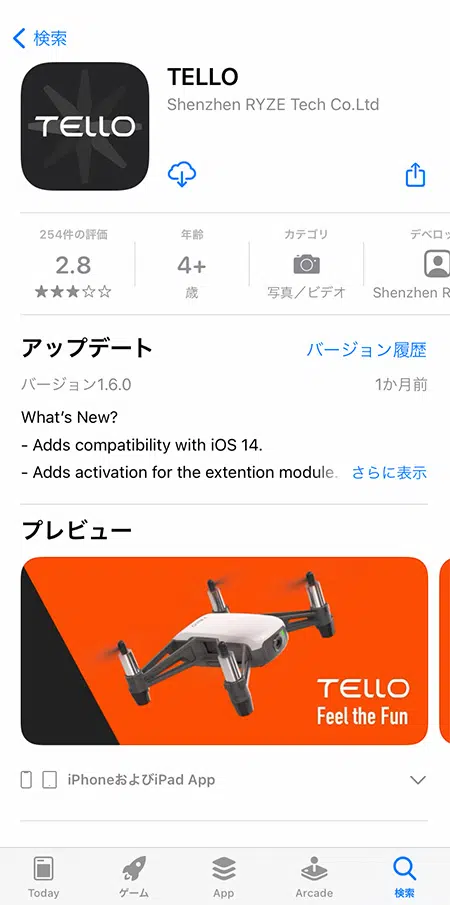 検索
TELLO
TELLO
Shenzhen RYZE Tech Co.Ltd
254件の評価
年齢
カテゴリ
デベロッ
2.8
4+
歳
写真／ビデオ
Shenzhen R
アップデート
バージョン履歴
バージョン1.6.0
1か月前
What's New?
- Adds compatibility with iOS 14.
- Adds activation for the extention module.
さらに表示
プレビュー
TELLO
Feel the Fun
iPhoneおよびiPad App
Today
ゲーム
App
Arcade
検索